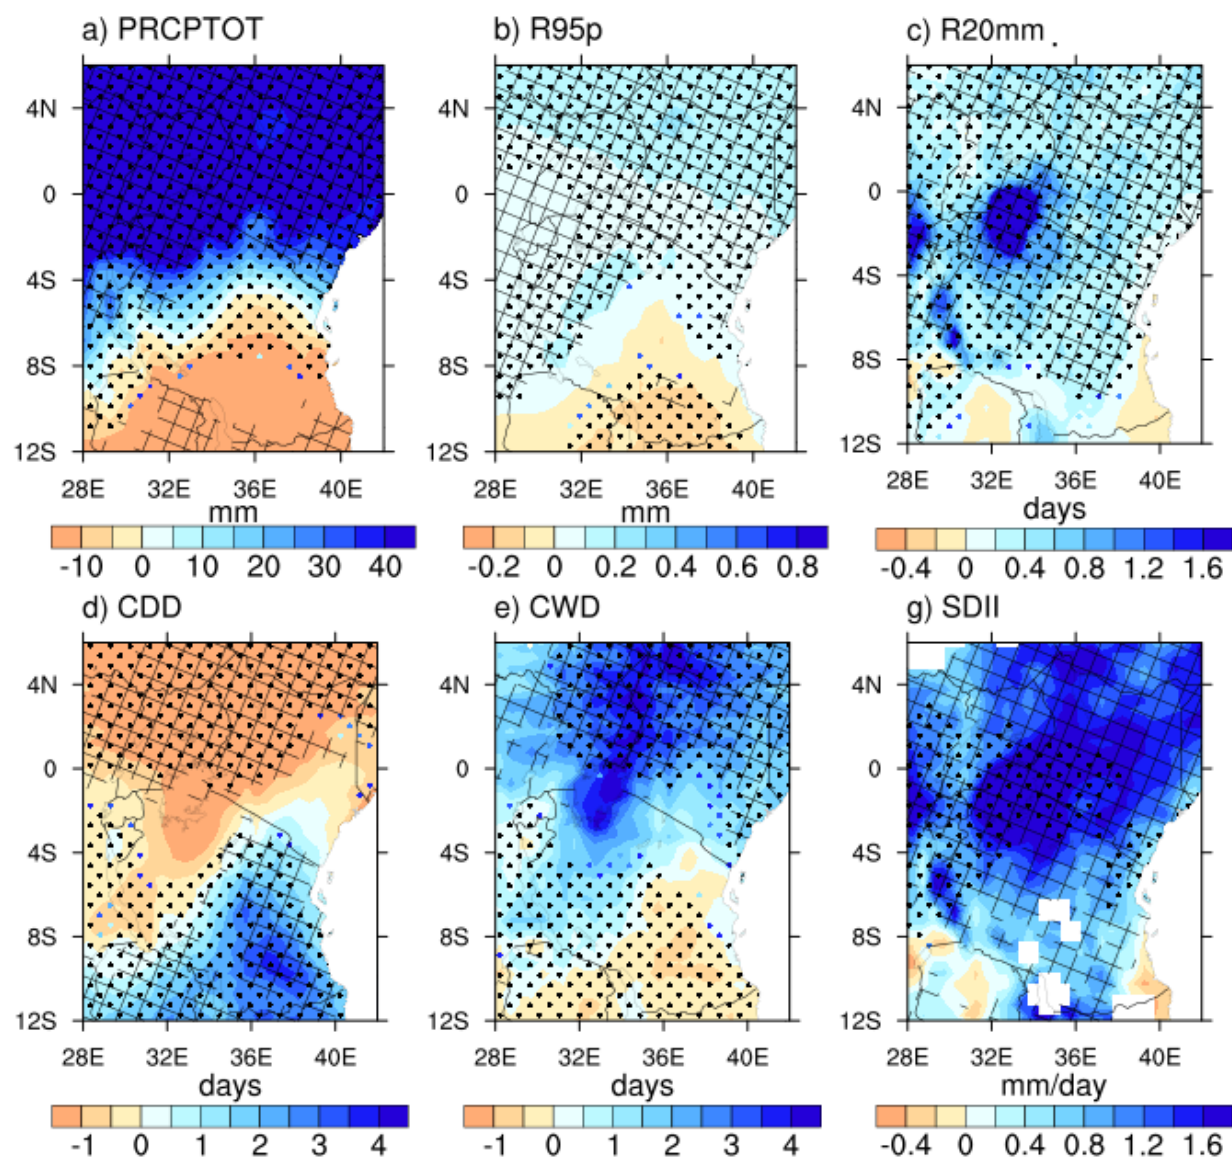 a) PRCPTOT
b) R95p
c) R20mm .
4N
0
4S
8S
12S
28E 32E 36E 40E
mm
-10 0 10 20 30 40
4N
0
4S
8S
12S
28E 32E 36E 40E
mm
-0.2 0 0.2 0.4 0.6 0.8
4N
0
4S
8S
12S
28E 32E 36E 40E
days
-0.4 0 0.4 0.8 1.2 1.6
d) CDD
e) CWD
g) SDII
4N
0
4S
8S
12S
28E 32E 36E 40E
days
-1 0 1 2 3 4
4N
0
4S
8S
12S
28E 32E 36E 40E
days
-1 0 1 2 3 4
4N
0
4S
8S
12S
28E 32E 36E 40E
mm/day
-0.4 0 0.4 0.8 1.2 1.6